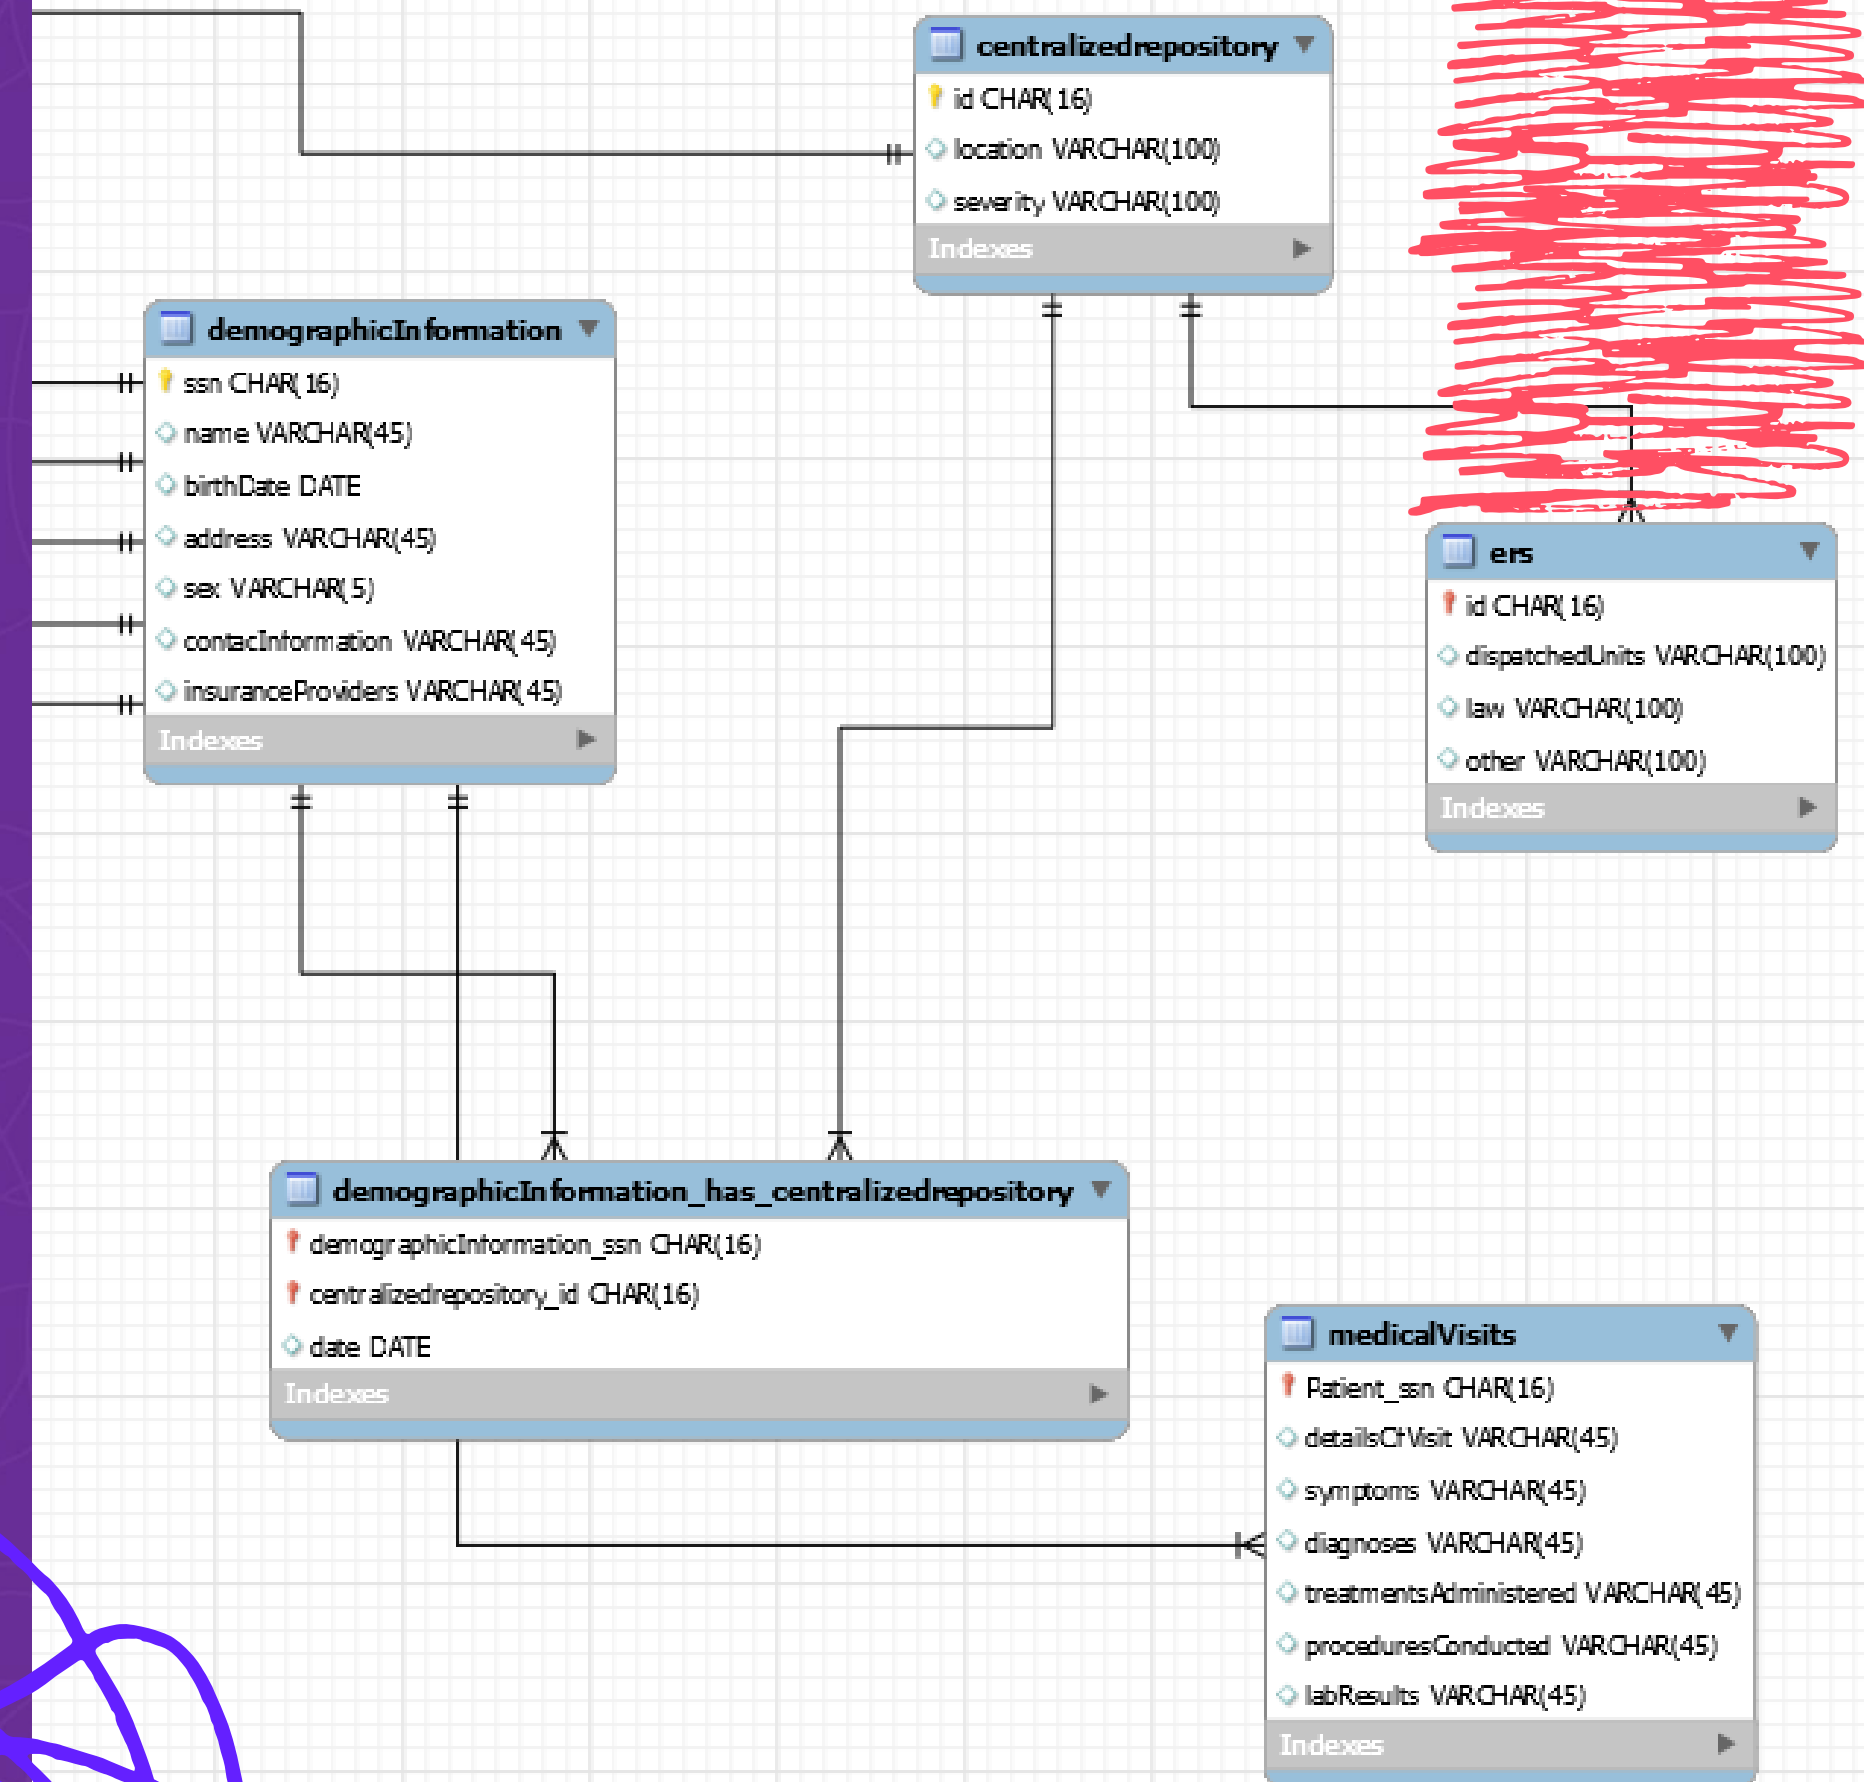 centralizedrepository
id CHAR(16)
location VARCHAR(100)
severity VARCHAR(100)
Indexes
demographicInformation
ssn CHAR(16)
name VARCHAR(45)
birthDate DATE
address VARCHAR(45)
sex VARCHAR(5)
contacInformation VARCHAR(45)
insuranceProviders VARCHAR(45)
Indexes
ers
id CHAR(16)
dispatchedUnits VARCHAR(100)
law VARCHAR(100)
other VARCHAR(100)
Indexes
demographicInformation_has_centralizedrepository
demographicInformation_ssn CHAR(16)
centralizedrepository_id CHAR(16)
date DATE
Indexes
medicalVisits
Patient_ssn CHAR(16)
detailsOfVisit VARCHAR(45)
symptoms VARCHAR(45)
diagnoses VARCHAR(45)
treatmentsAdministered VARCHAR(45)
proceduresConducted VARCHAR(45)
labResults VARCHAR(45)
Indexes